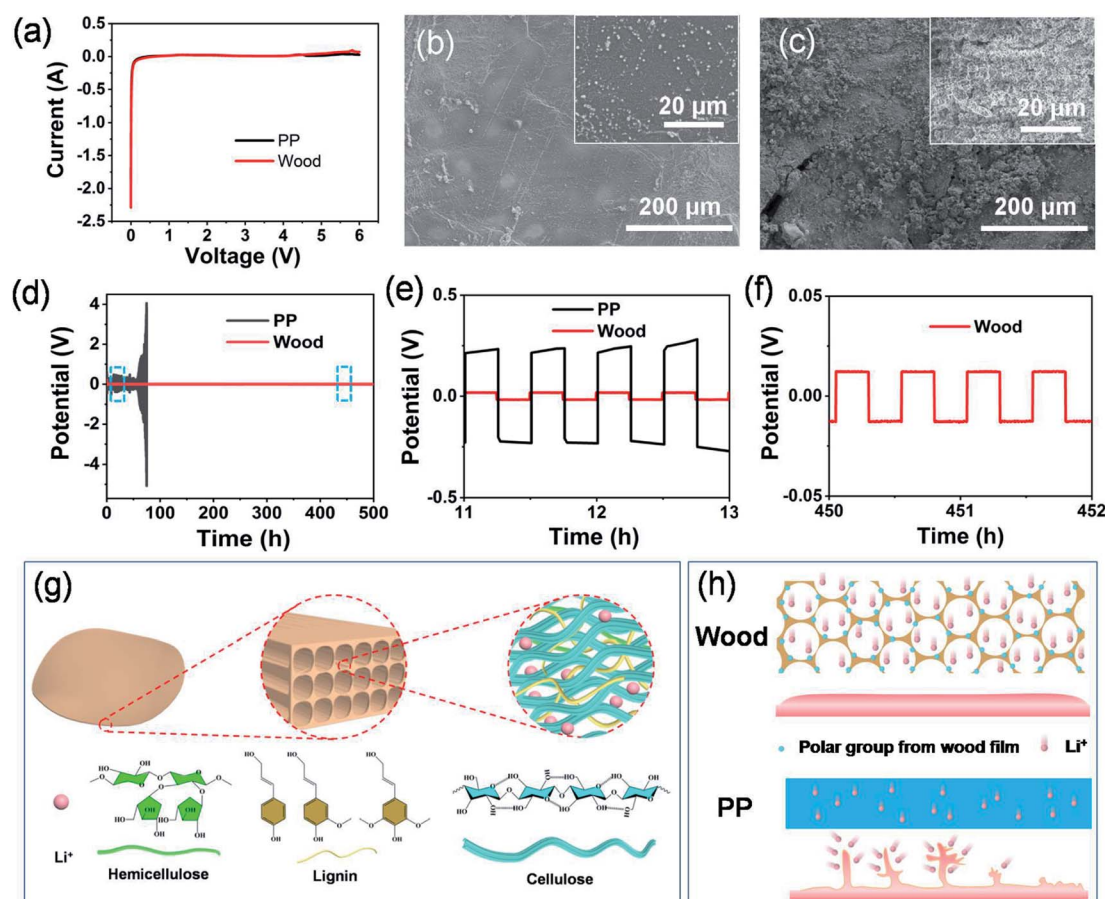 (a)
0.5
0.0
-0.5
-1.0
-1.5
-2.0
-2.5
Current (A)
PP
Wood
0 1 2 3 4 5 6
Voltage (V)
(b)
20 µm
200 µm
(c)
20 µm
200 µm
(d)
4
2
0
-2
-4
Potential (V)
PP
Wood
0 100 200 300 400 500
Time (h)
(e)
0.5
0.0
-0.5
Potential (V)
PP
Wood
11 12 13
Time (h)
(f)
0.05
0.00
-0.05
Potential (V)
Wood
450 451 452
Time (h)
(g)
Li⁺
Hemicellulose
Lignin
Cellulose
(h)
Wood
Polar group from wood film Li⁺
PP